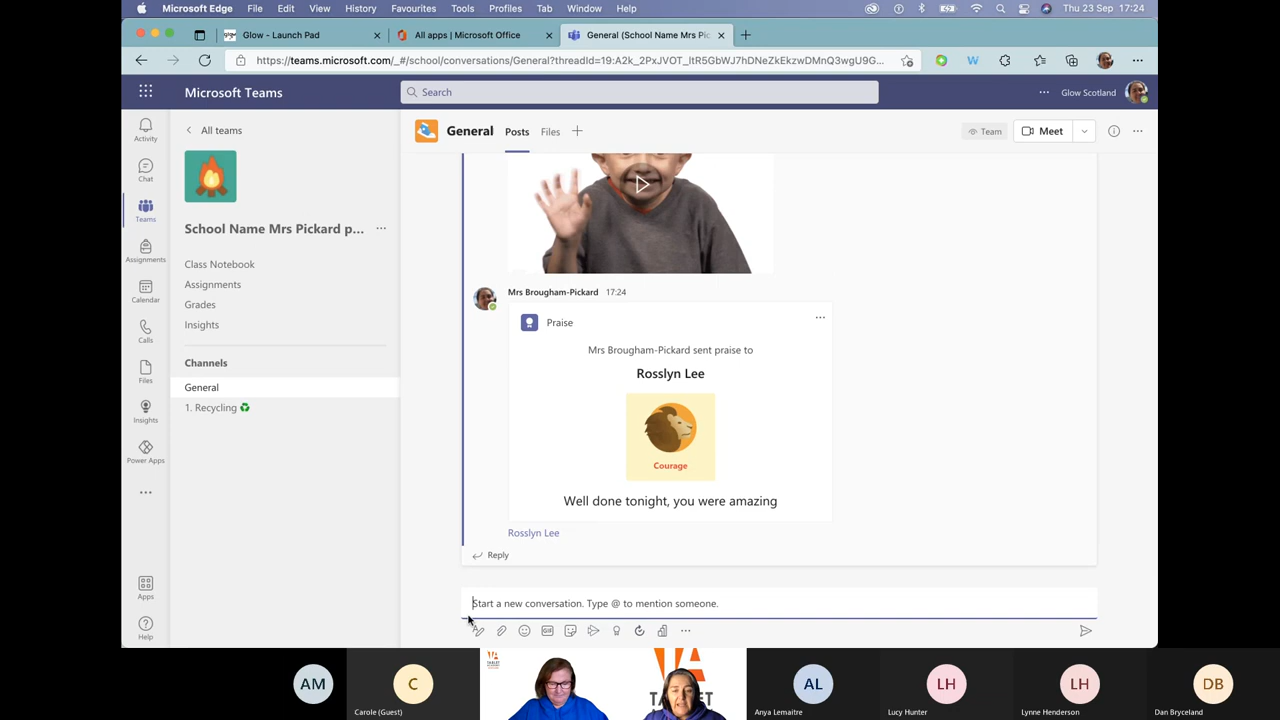 Microsoft Edge File Edit View History Favourites Tools Profiles Tab Window Help Thu 23 Sep 17:24
glow Glow - Launch Pad All apps | Microsoft Office General (School Name Mrs Pic
https://teams.microsoft.com/_#/school/conversations/General?threadId=19:A2k_2PxJVOT_ItR5GbWJ7hDNeZkEkzwDMnQ3wgU9G...
Microsoft Teams
Search
Glow Scotland
Activity
Chat
Teams
Assignments
Calendar
Calls
Files
Insights
Power Apps
Apps
Help
All teams
School Name Mrs Pickard p...
Class Notebook
Assignments
Grades
Insights
Channels
General
1. Recycling
General Posts Files
Team Meet
Mrs Brougham-Pickard 17:24
Praise
Mrs Brougham-Pickard sent praise to
Rosslyn Lee
Courage
Well done tonight, you were amazing
Rosslyn Lee
Reply
Start a new conversation. Type @ to mention someone.
GIF
AM
C
Carole (Guest)
TABLET
AL
Anya Lemaitre
LH
Lucy Hunter
LH
Lynne Henderson
DB
Dan Bryceland